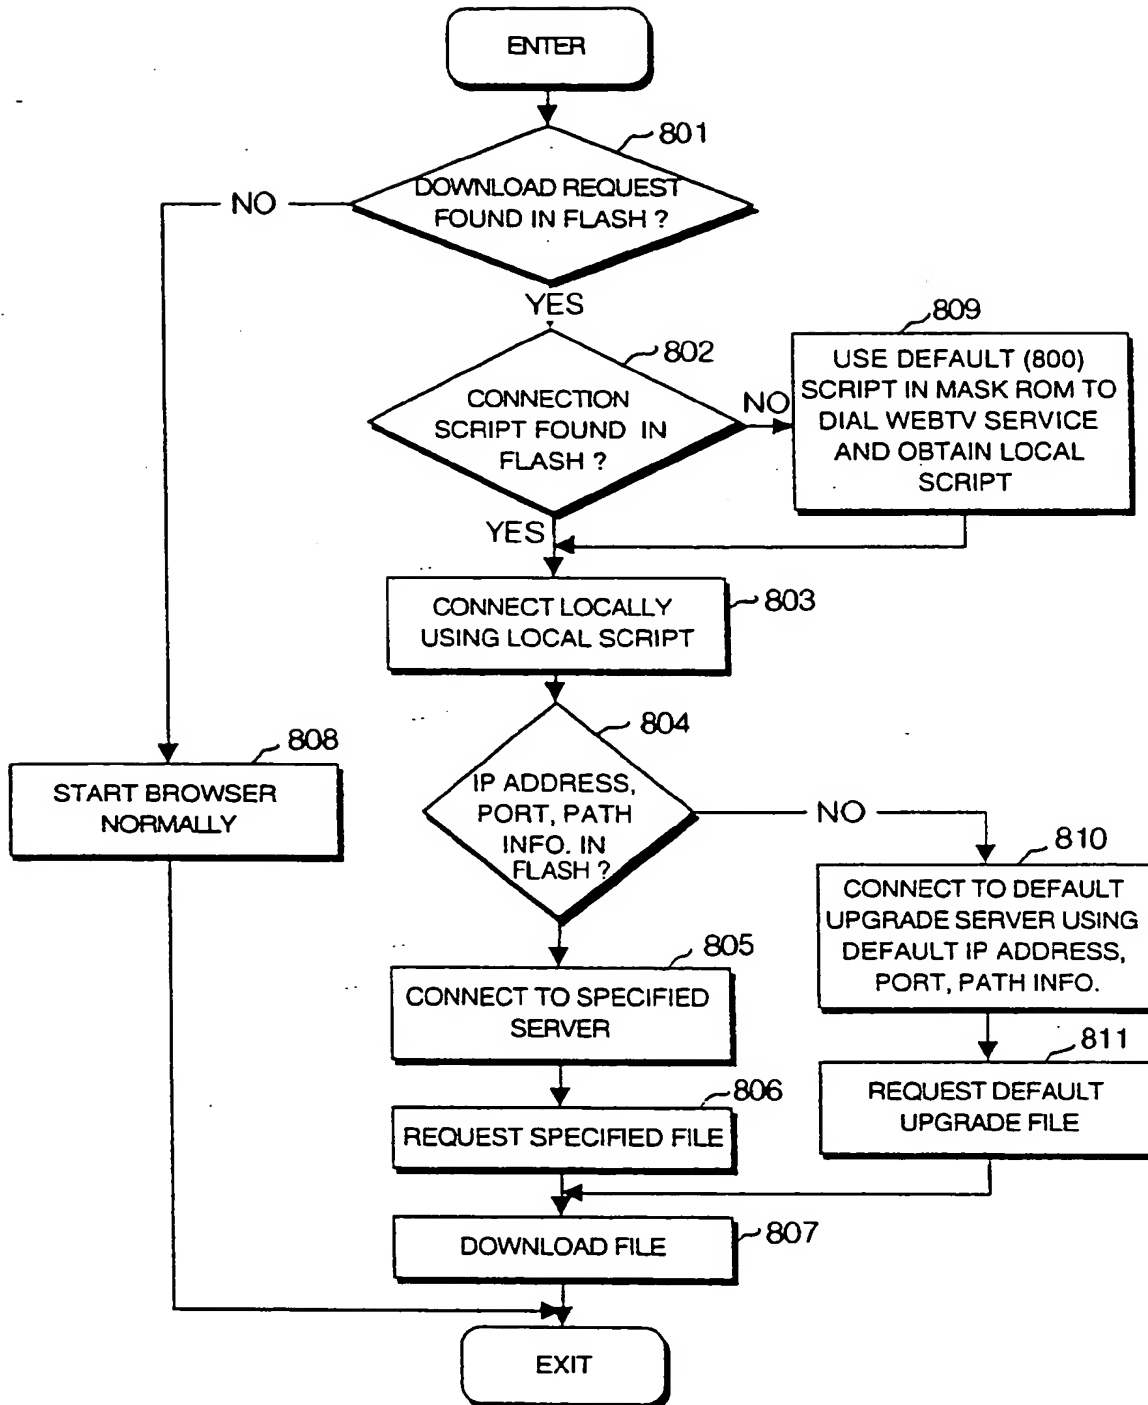 ENTER
801
DOWNLOAD REQUEST
FOUND IN FLASH ?
NO
YES
802
CONNECTION
SCRIPT FOUND IN
FLASH ?
NO
809
USE DEFAULT (800)
SCRIPT IN MASK ROM TO
DIAL WEBTV SERVICE
AND OBTAIN LOCAL
SCRIPT
YES
CONNECT LOCALLY
USING LOCAL SCRIPT
803
804
IP ADDRESS,
PORT, PATH
INFO. IN
FLASH ?
NO
808
START BROWSER
NORMALLY
810
CONNECT TO DEFAULT
UPGRADE SERVER USING
DEFAULT IP ADDRESS,
PORT, PATH INFO.
805
CONNECT TO SPECIFIED
SERVER
811
REQUEST DEFAULT
UPGRADE FILE
806
REQUEST SPECIFIED FILE
DOWNLOAD FILE
807
EXIT